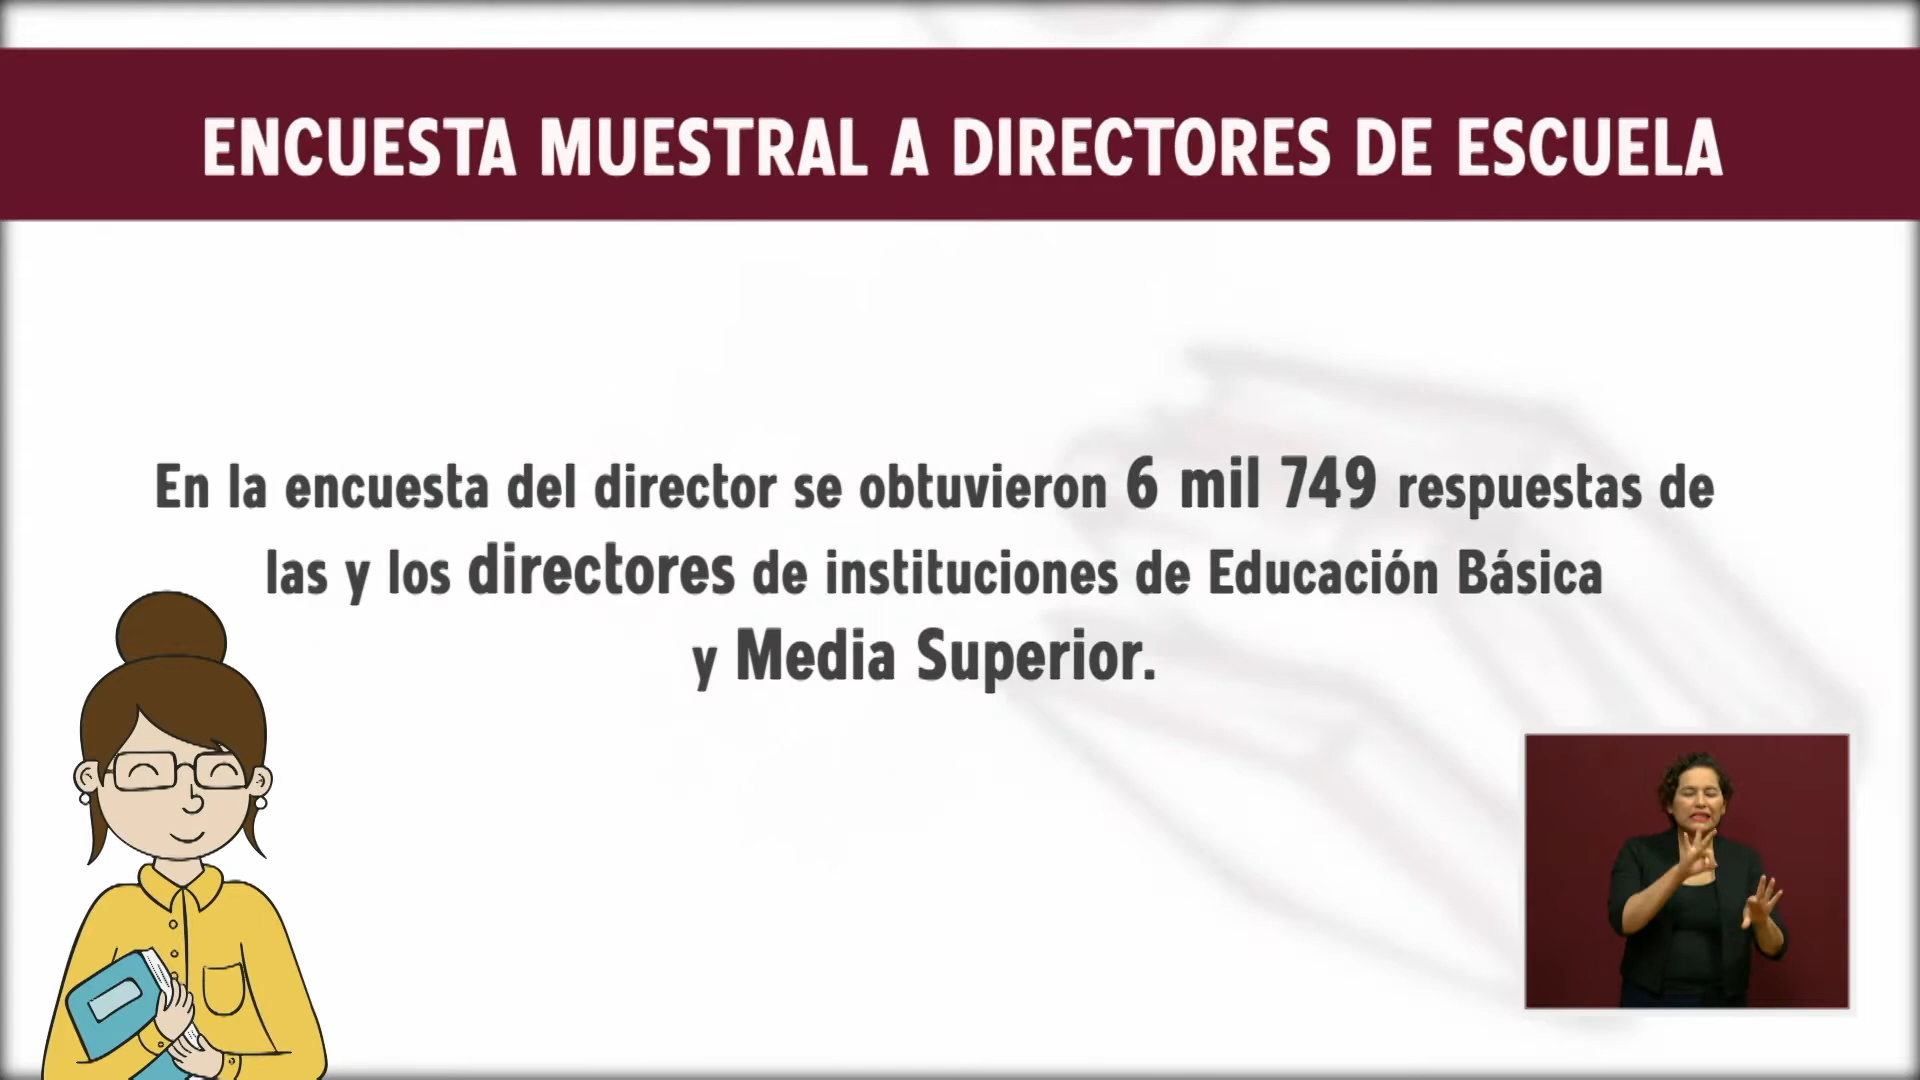 ENCUESTA MUESTRAL A DIRECTORES DE ESCUELA
En la encuesta del director se obtuvieron 6 mil 749 respuestas de
las y los directores de instituciones de Educación Básica
y Media Superior.